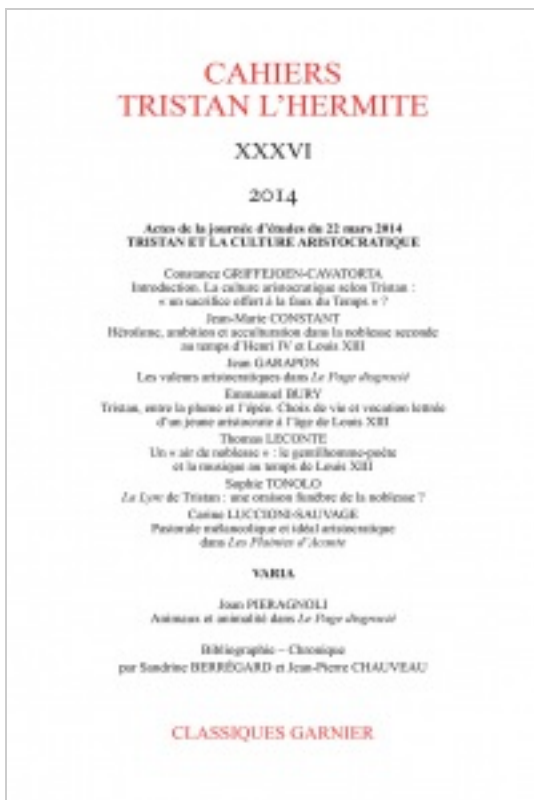 CAHIERS
TRISTAN L'HERMITE
XXXVI
2014
Actes de la journée d'études du 22 mars 2014
TRISTAN ET LA CULTURE ARISTOCRATIQUE
Constance GRIFFEJOEN-CAVATORTA
Introduction. La culture aristocratique selon Tristan :
« un sacrifice offert à la faux du Temps » ?
Jean-Marie CONSTANT
Héroïsme, ambition et acculturation dans la noblesse seconde
au temps d'Henri IV et Louis XIII
Jean GARAPON
Les valeurs aristocratiques dans Le Page disgracié
Emmanuel BURY
Tristan, entre la plume et l'épée. Choix de vie et vocation lettrée
d'un jeune aristocrate à l'âge de Louis XIII
Thomas LECONTE
Un « air de noblesse » : le gentilhomme-poète
et la musique au temps de Louis XIII
Sophie TONOLO
La Lyre de Tristan : une oraison funèbre de la noblesse ?
Carine LUCCIONI-SAUVAGE
Pastorale mélancolique et idéal aristocratique
dans Les Plaintes d'Acante
VARIA
Joan PIERAGNOLI
Animaux et animalité dans Le Page disgracié
Bibliographie – Chronique
par Sandrine BERRÉGARD et Jean-Pierre CHAUVEAU
CLASSIQUES GARNIER